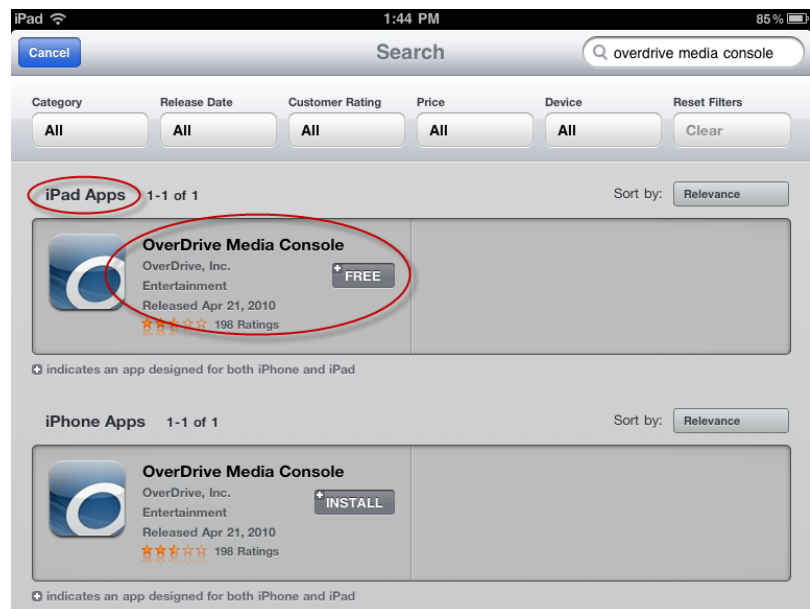 iPad 1:44 PM 85%
Cancel Search overdrive media console
Category Release Date Customer Rating Price Device Reset Filters
All All All All All Clear
iPad Apps 1-1 of 1 Sort by: Relevance
OverDrive Media Console
OverDrive, Inc.
FREE
Entertainment
Released Apr 21, 2010
198 Ratings
indicates an app designed for both iPhone and iPad
iPhone Apps 1-1 of 1 Sort by: Relevance
OverDrive Media Console
OverDrive, Inc.
INSTALL
Entertainment
Released Apr 21, 2010
198 Ratings
indicates an app designed for both iPhone and iPad